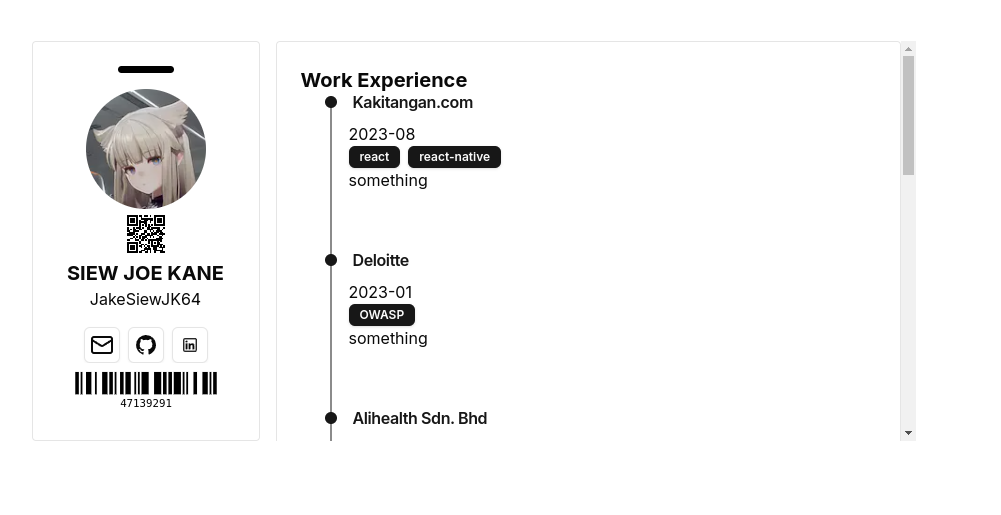 SIEW JOE KANE
JakeSiewJK64
in
47139291
Work Experience
Kakitangan.com
2023-08
react react-native
something
Deloitte
2023-01
OWASP
something
Alihealth Sdn. Bhd